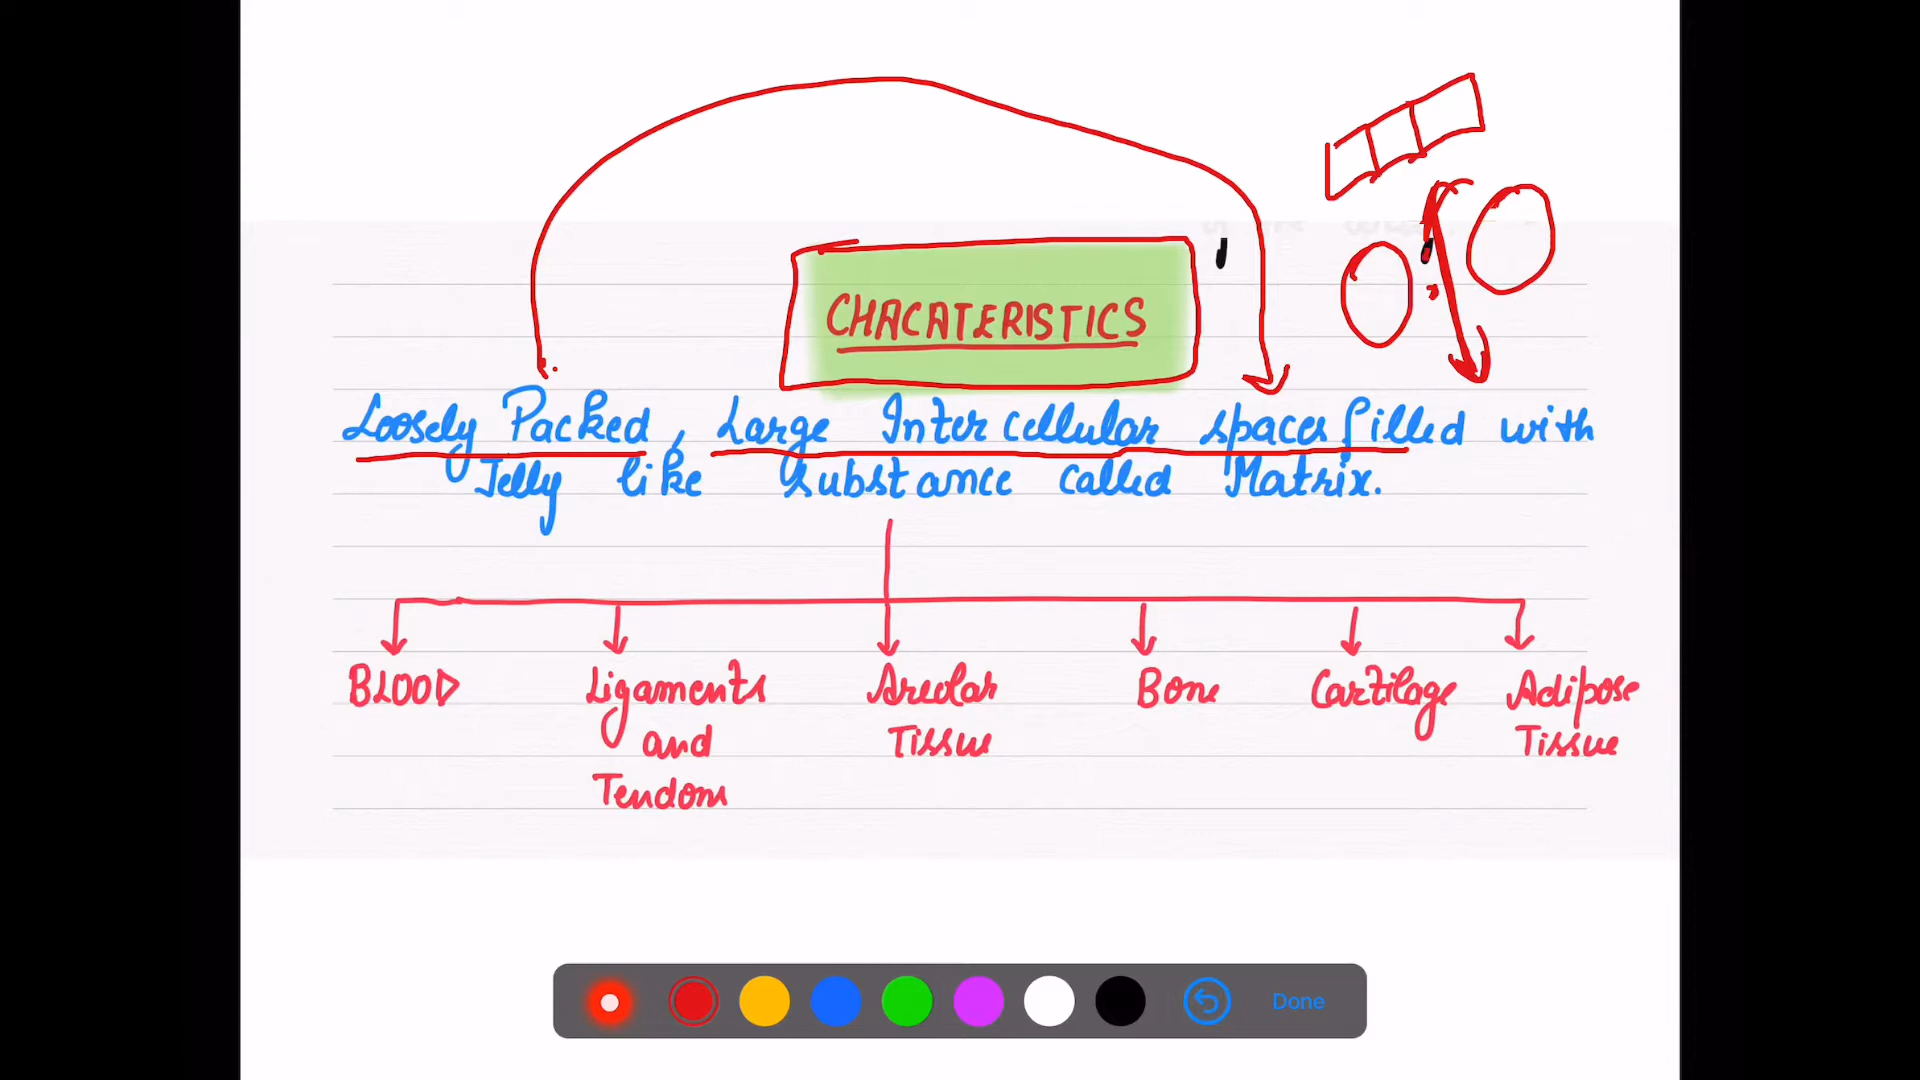 CHACATERISTICS
Loosely Packed, Large Intercellular spaces filled with
Jelly like substance called Matrix.
BLOOD
Ligaments
and
Tendons
Areolar
Tissue
Bone
Cartilage
Adipose
Tissue
Done